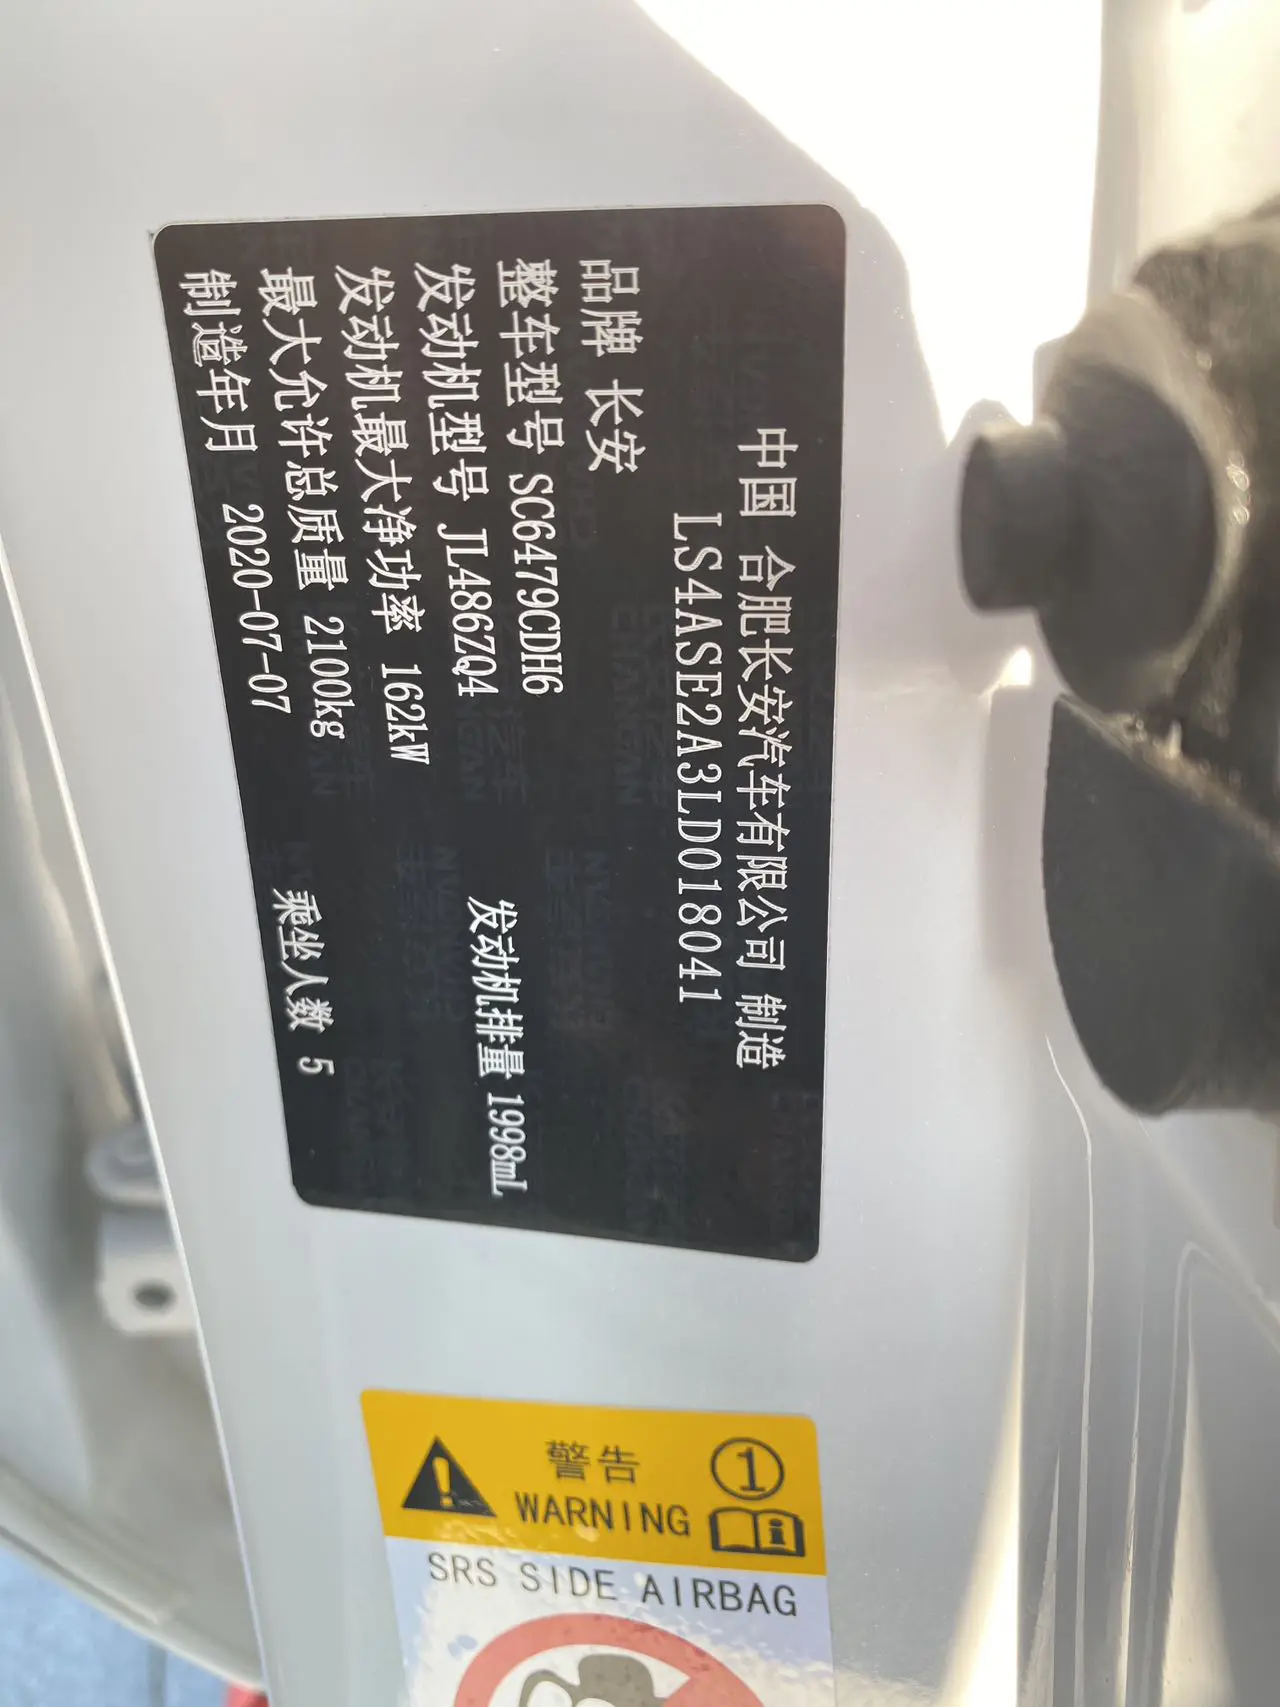 中国 合肥长安汽车有限公司 制造
LS4ASE2A3LD018041
品牌 长安
整车型号 SC6479CDH6
发动机型号 JL486ZQ4 发动机排量 1998mL
发动机最大净功率 162kW
最大允许总质量 2100kg
制造年月 2020-07-07 乘坐人数 5
警告
WARNING
1
SRS SIDE AIRBAG